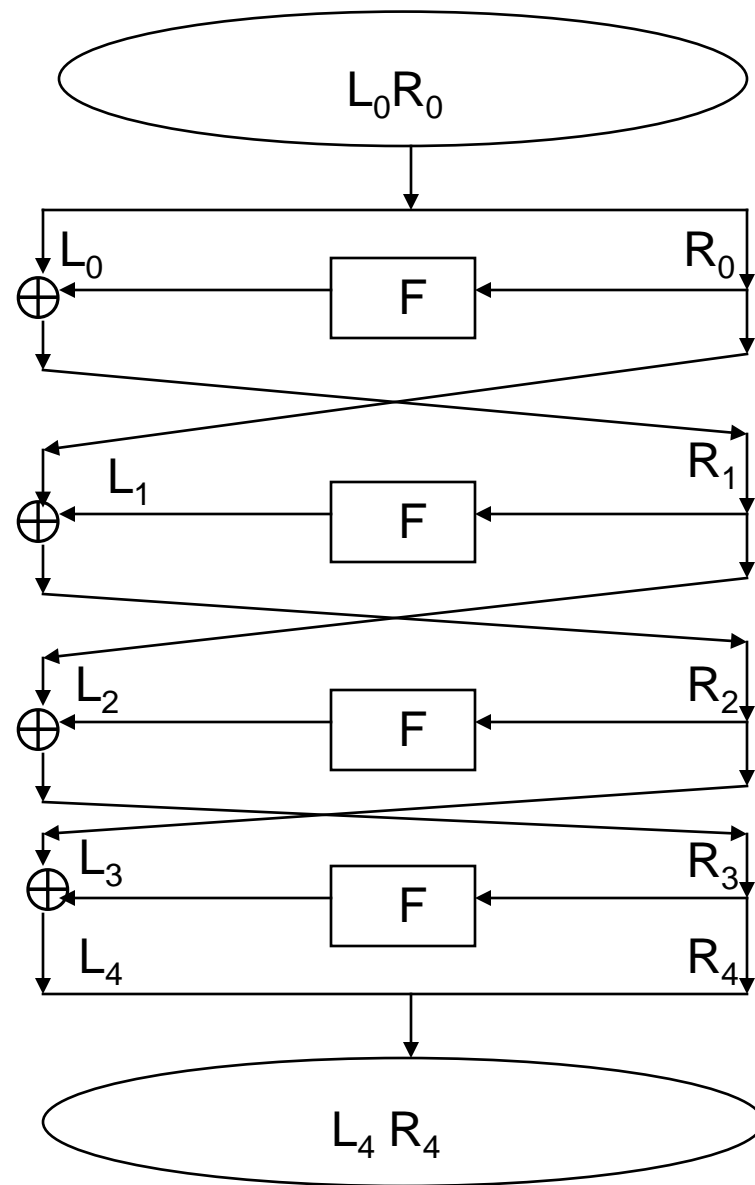 L₀R₀
L₀ F R₀
L₁ F R₁
L₂ F R₂
L₃ F R₃
L₄ R₄
L₄ R₄